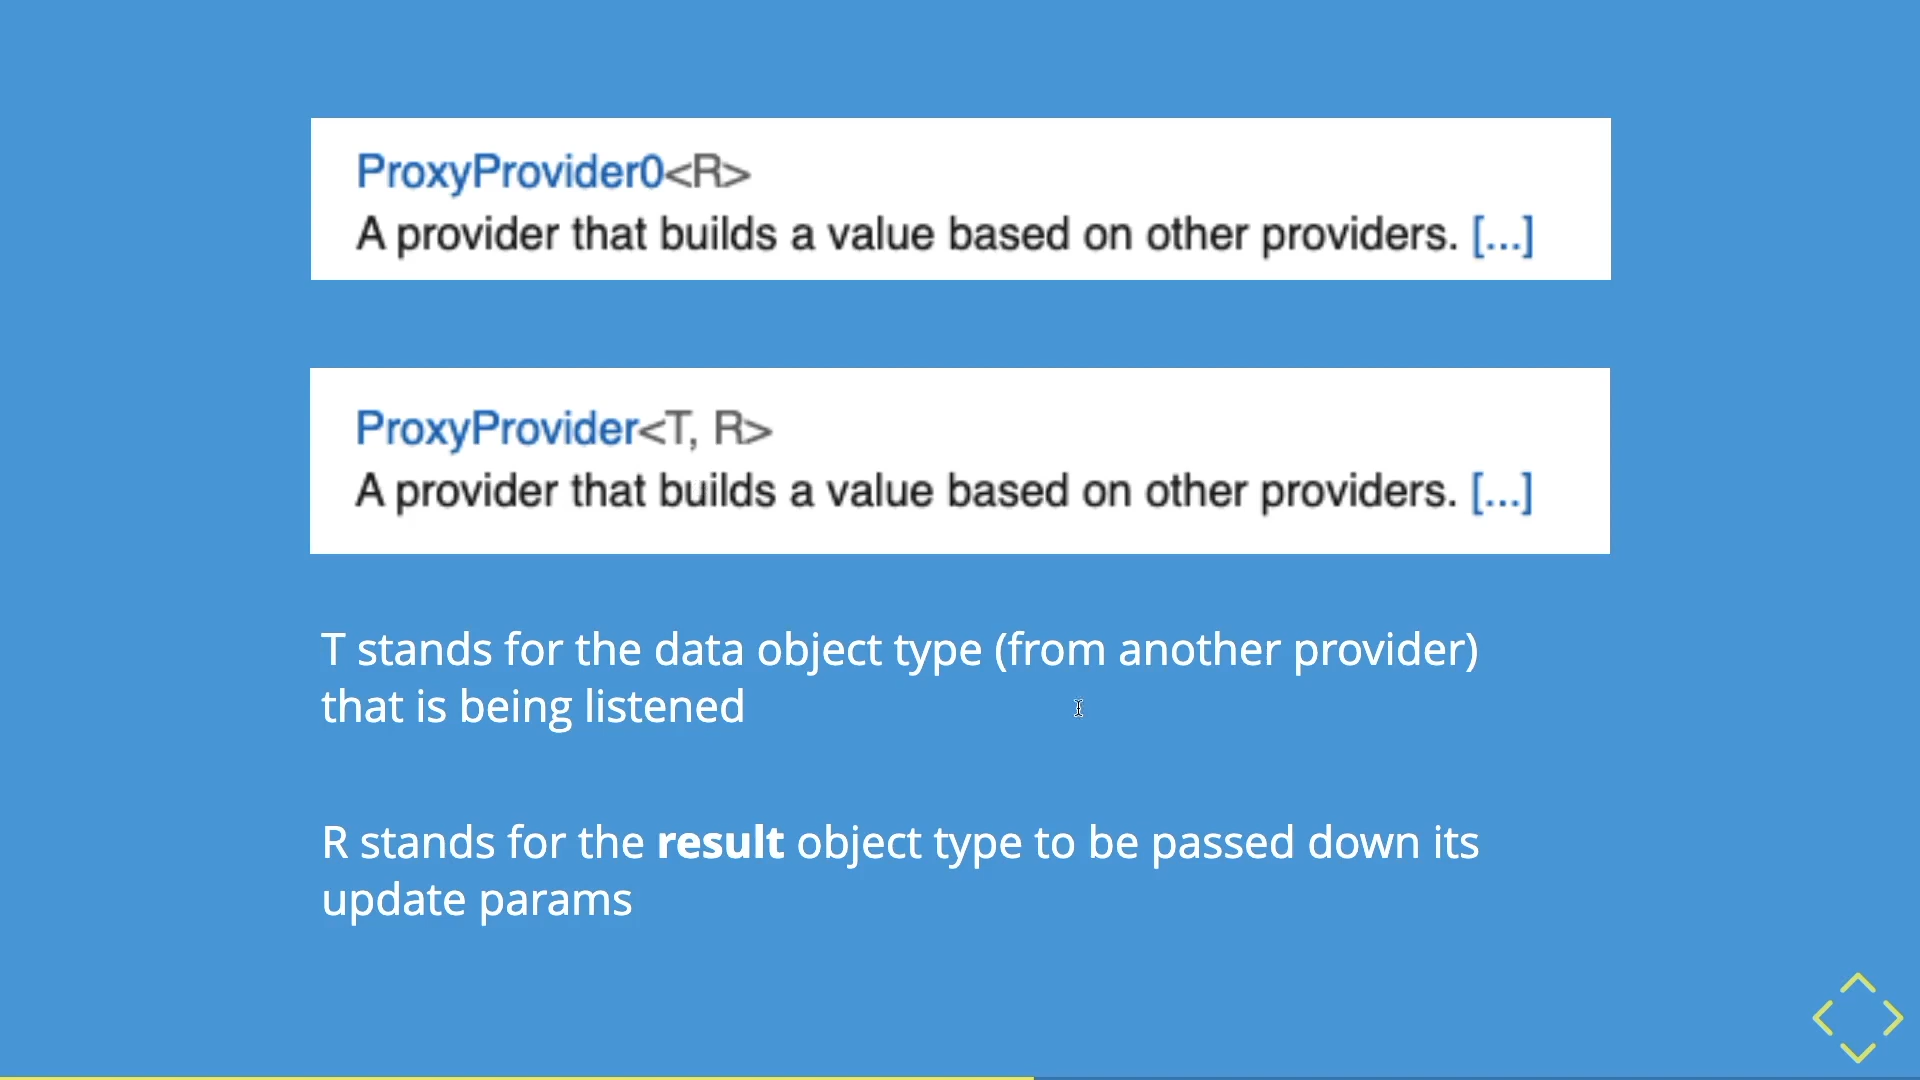 ProxyProvider0<R>
A provider that builds a value based on other providers. [...]
ProxyProvider<T, R>
A provider that builds a value based on other providers. [...]
T stands for the data object type (from another provider)
that is being listened
R stands for the result object type to be passed down its
update params